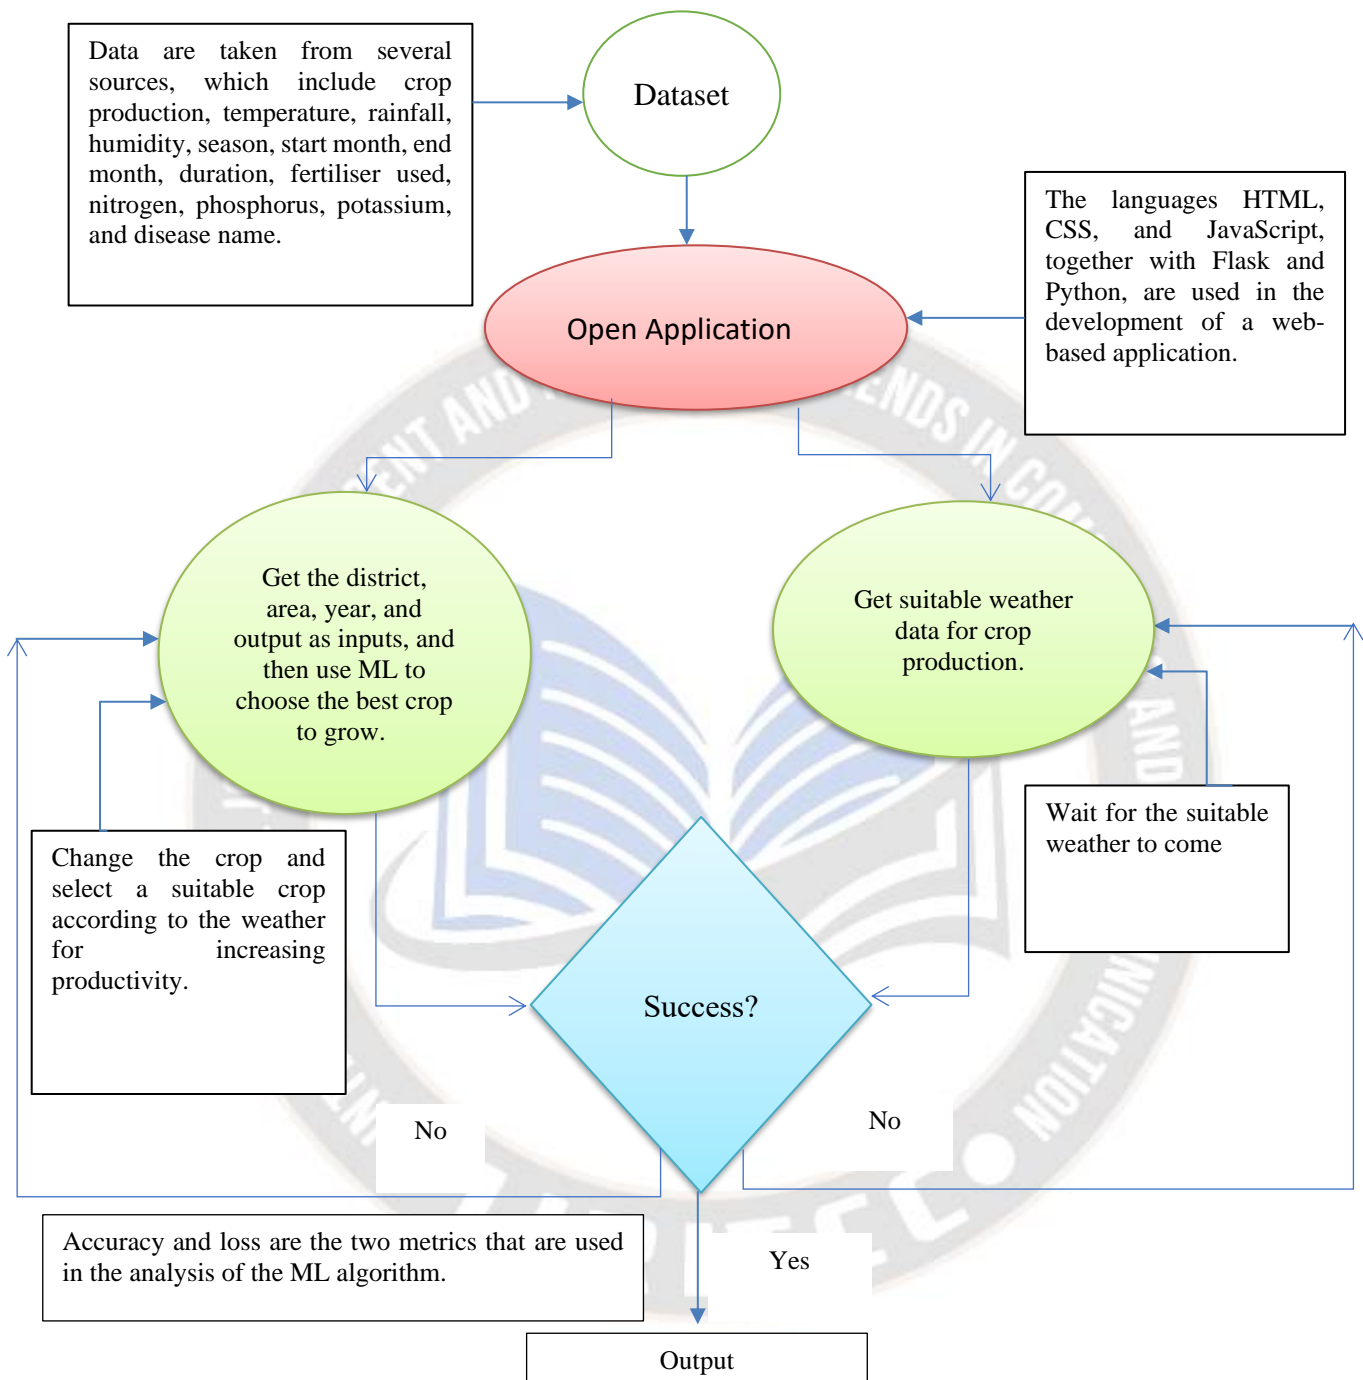 Data are taken from several
sources, which include crop
production, temperature, rainfall,
humidity, season, start month, end
month, duration, fertiliser used,
nitrogen, phosphorus, potassium,
and disease name.
Dataset
The languages HTML,
CSS, and JavaScript,
together with Flask and
Python, are used in the
development of a web-
based application.
Open Application
Get the district,
area, year, and
output as inputs, and
then use ML to
choose the best crop
to grow.
Get suitable weather
data for crop
production.
Change the crop and
select a suitable crop
according to the weather
for increasing
productivity.
Wait for the suitable
weather to come
Success?
No
No
Accuracy and loss are the two metrics that are used
in the analysis of the ML algorithm.
Yes
Output